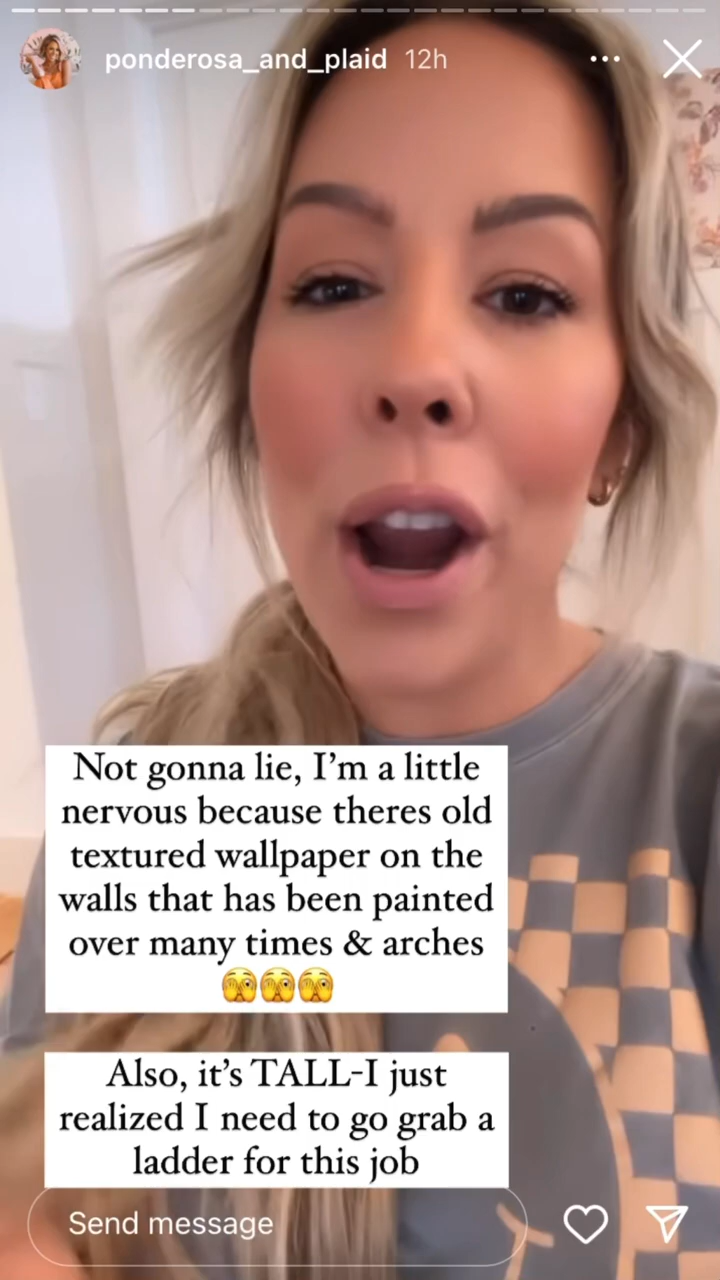 ponderosa_and_plaid 12h
Not gonna lie, I'm a little
nervous because theres old
textured wallpaper on the
walls that has been painted
over many times & arches
🫣🫣🫣
Also, it's TALL-I just
realized I need to go grab a
ladder for this job
Send message